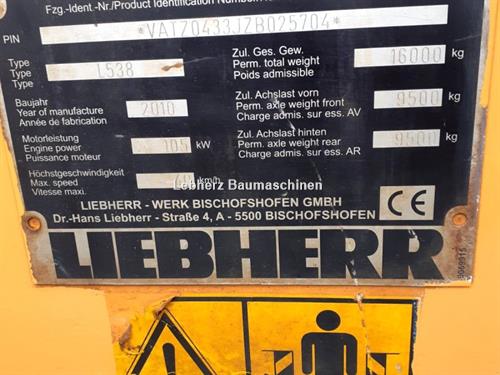 Fzg.-Ident.-Nr./Product Identification Number
PIN *VATZ0433JZB025704*
Type
Type L538
Type
Baujahr
Year of manufacture 2010
Année de fabrication
Motorleistung
Engine power 105 kW
Puissance moteur
Höchstgeschwindigkeit
Max. speed km/h
Vitesse maxi.
Zul. Ges. Gew.
Perm. total weight 16000 kg
Poids admissible
Zul. Achslast vorn
Perm. axle weight front 9500 kg
Charge admis. sur ess. AV
Zul. Achslast hinten
Perm. axle weight rear 9500 kg
Charge admis. sur ess. AR
Lebherz Baumaschinen
LIEBHERR - WERK BISCHOFSHOFEN GMBH
Dr.-Hans Liebherr - Straße 4, A - 5500 BISCHOFSHOFEN
CE
LIEBHERR